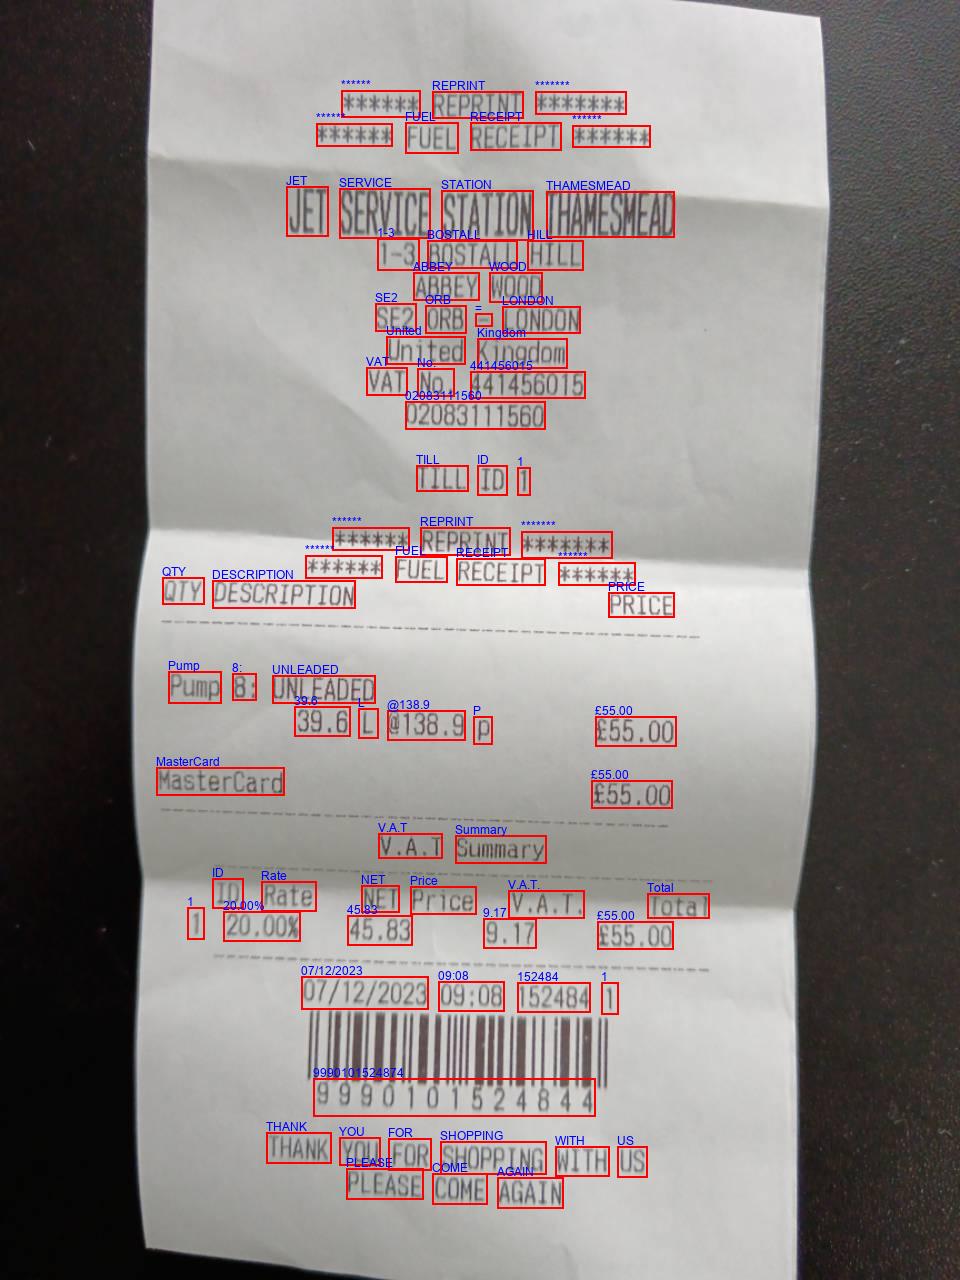 ****** REPRINT *******
****** FUEL RECEIPT ******
JET SERVICE STATION THAMESMEAD
1-3 BOSTALL HILL
ABBEY WOOD
SE2 ORB - LONDON
United Kingdom
VAT No. 441456015
02083111560
TILL ID 1
****** REPRINT *******
****** FUEL RECEIPT ******
QTY DESCRIPTION PRICE
Pump 8: UNLEADED
39.6 L @138.9 p £55.00
MasterCard £55.00
V.A.T Summary
ID Rate NET Price V.A.T. Total
1 20.00% 45.83 9.17 £55.00
07/12/2023 09:08 152484 1
9990101524844
THANK YOU FOR SHOPPING WITH US
PLEASE COME AGAIN